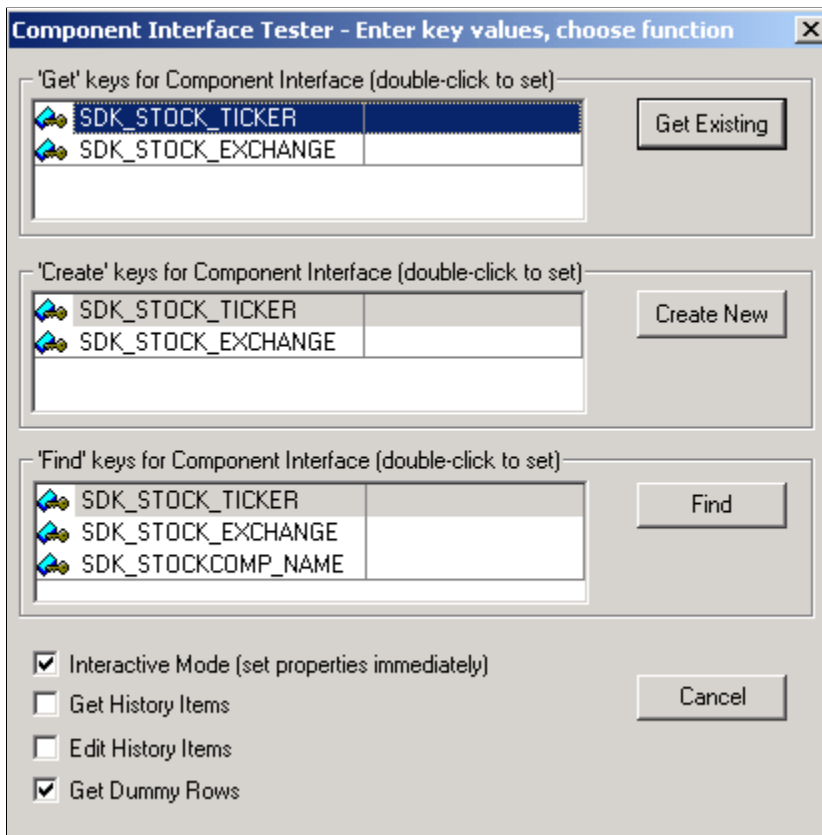 Component Interface Tester - Enter key values, choose function
'Get' keys for Component Interface (double-click to set)
SDK_STOCK_TICKER
SDK_STOCK_EXCHANGE
Get Existing
'Create' keys for Component Interface (double-click to set)
SDK_STOCK_TICKER
SDK_STOCK_EXCHANGE
Create New
'Find' keys for Component Interface (double-click to set)
SDK_STOCK_TICKER
SDK_STOCK_EXCHANGE
SDK_STOCKCOMP_NAME
Find
Interactive Mode (set properties immediately)
Get History Items
Edit History Items
Get Dummy Rows
Cancel